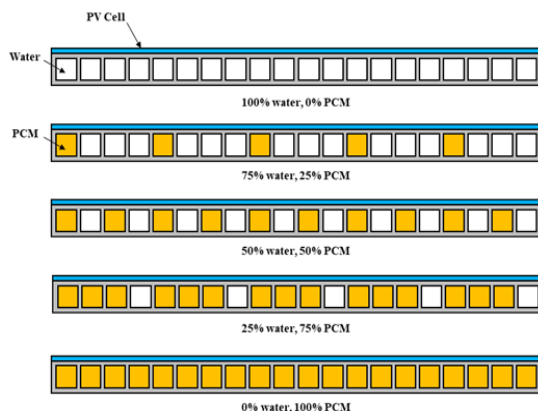 PV Cell
Water
100% water, 0% PCM
PCM
75% water, 25% PCM
50% water, 50% PCM
25% water, 75% PCM
0% water, 100% PCM